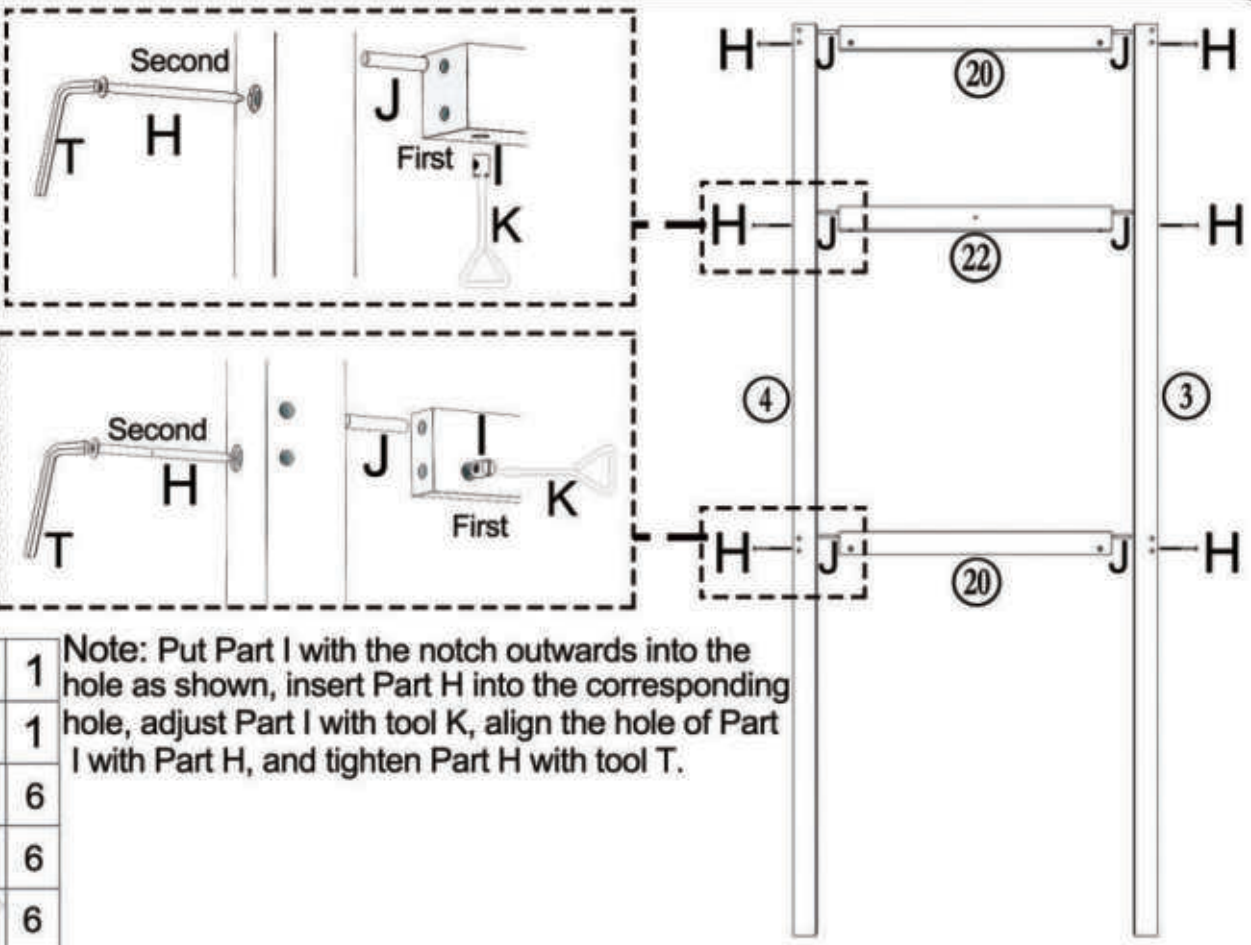 Second
T
H
J
First
I
K
Second
T
H
J
I
First
K
H
J
20
J
H
H
J
22
J
H
4
3
H
J
20
J
H
1
1
6
6
6
Note: Put Part I with the notch outwards into the
hole as shown, insert Part H into the corresponding
hole, adjust Part I with tool K, align the hole of Part
I with Part H, and tighten Part H with tool T.